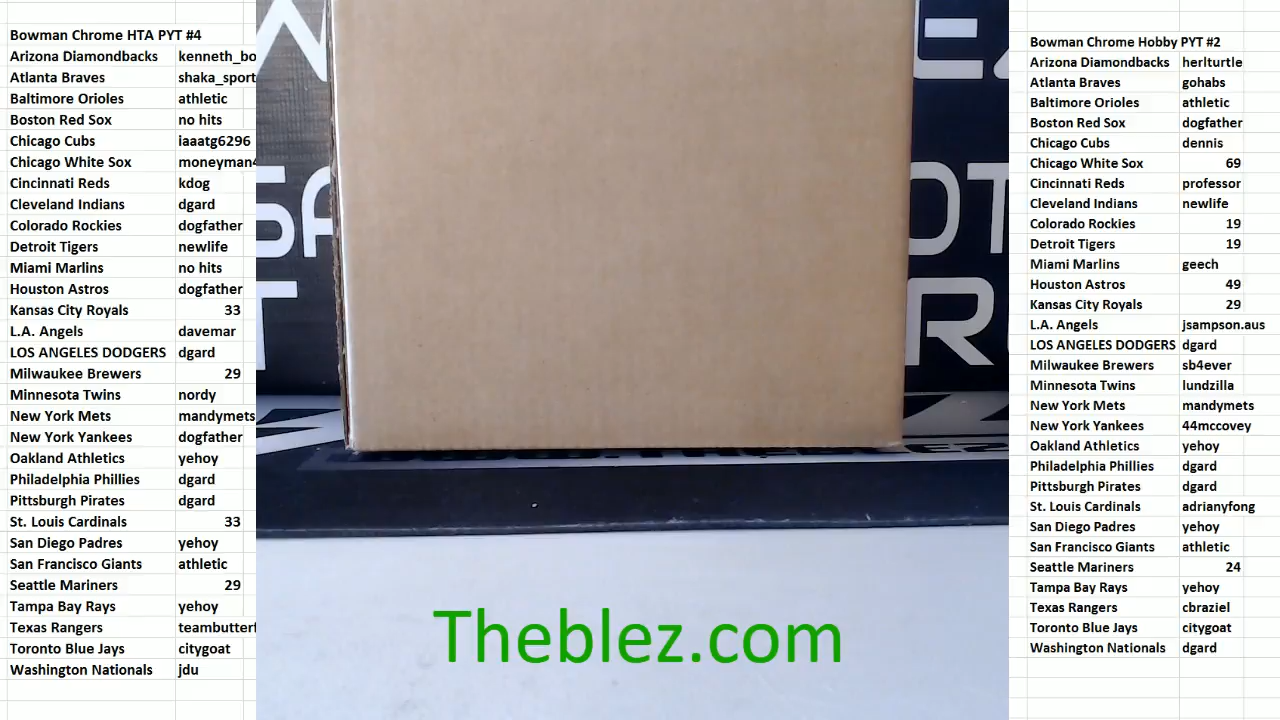 Bowman Chrome HTA PYT #4
Arizona Diamondbacks kenneth_bo
Atlanta Braves shaka_sport
Baltimore Orioles athletic
Boston Red Sox no hits
Chicago Cubs iaaatg6296
Chicago White Sox moneyman4
Cincinnati Reds kdog
Cleveland Indians dgard
Colorado Rockies dogfather
Detroit Tigers newlife
Miami Marlins no hits
Houston Astros dogfather
Kansas City Royals 33
L.A. Angels davemar
LOS ANGELES DODGERS dgard
Milwaukee Brewers 29
Minnesota Twins nordy
New York Mets mandymets
New York Yankees dogfather
Oakland Athletics yehoy
Philadelphia Phillies dgard
Pittsburgh Pirates dgard
St. Louis Cardinals 33
San Diego Padres yehoy
San Francisco Giants athletic
Seattle Mariners 29
Tampa Bay Rays yehoy
Texas Rangers teambutterf
Toronto Blue Jays citygoat
Washington Nationals jdu
Theblez.com
Bowman Chrome Hobby PYT #2
Arizona Diamondbacks herlturtle
Atlanta Braves gohabs
Baltimore Orioles athletic
Boston Red Sox dogfather
Chicago Cubs dennis
Chicago White Sox 69
Cincinnati Reds professor
Cleveland Indians newlife
Colorado Rockies 19
Detroit Tigers 19
Miami Marlins geech
Houston Astros 49
Kansas City Royals 29
L.A. Angels jsampson.aus
LOS ANGELES DODGERS dgard
Milwaukee Brewers sb4ever
Minnesota Twins lundzilla
New York Mets mandymets
New York Yankees 44mccovey
Oakland Athletics yehoy
Philadelphia Phillies dgard
Pittsburgh Pirates dgard
St. Louis Cardinals adrianyfong
San Diego Padres yehoy
San Francisco Giants athletic
Seattle Mariners 24
Tampa Bay Rays yehoy
Texas Rangers cbraziel
Toronto Blue Jays citygoat
Washington Nationals dgard